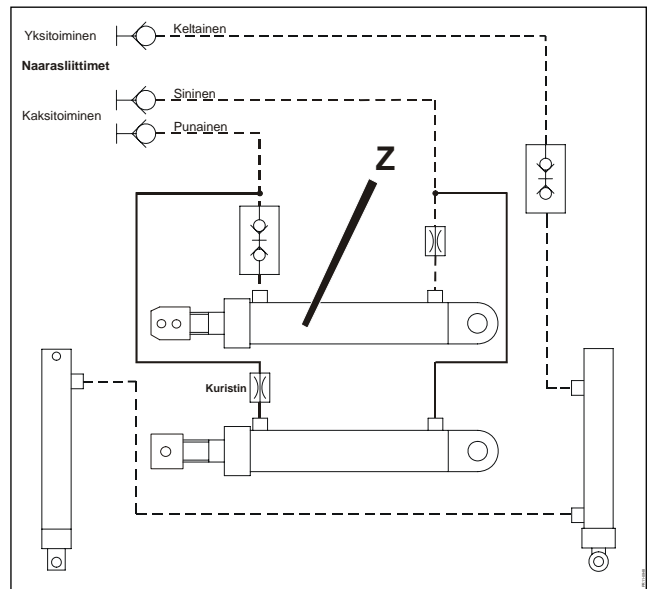 Yksitoiminen
Keltainen
Naarasliittimet
Sininen
Kaksitoiminen
Punainen
Z
Kuristin